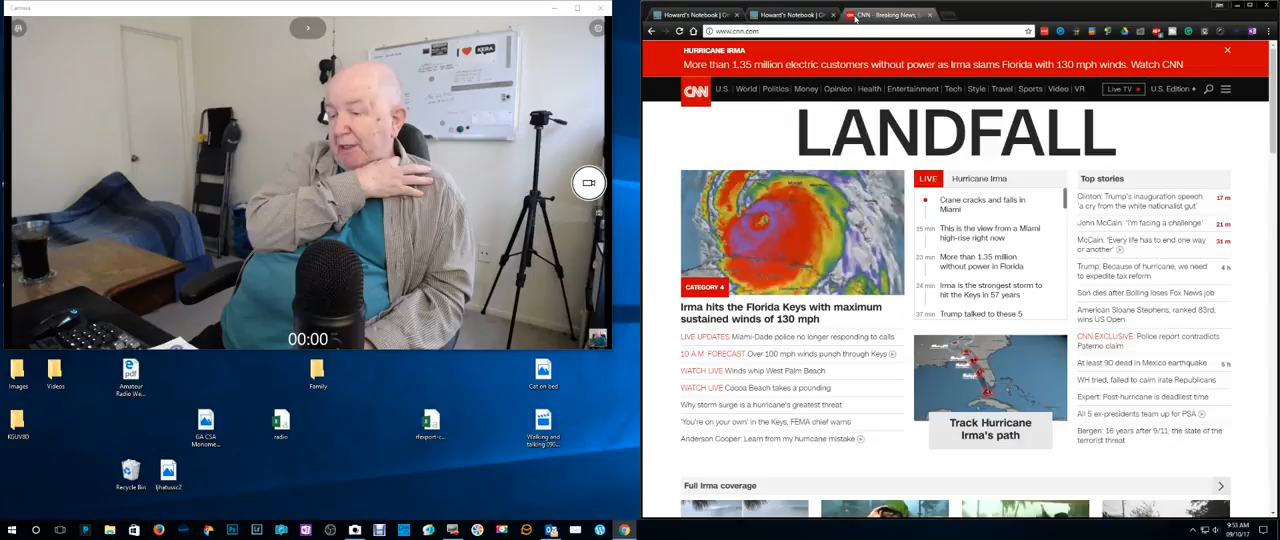 Camera
I ♥ KERA
00:00
Images
Videos
Amateur
Radio Wa...
Family
Cat on bed
KGUV8D
GA CSA
Monome...
radio
rfexport-c...
Walking and
talking (90...
Recycle Bin
ljhatussic2
Jim
Howard's Notebook | O
Howard's Notebook | O
CNN - Breaking News,
www.cnn.com
HURRICANE IRMA
More than 1.35 million electric customers without power as Irma slams Florida with 130 mph winds. Watch CNN
CNN
U.S. World Politics Money Opinion Health Entertainment Tech Style Travel Sports Video VR
Live TV
U.S. Edition
LANDFALL
CATEGORY 4
Irma hits the Florida Keys with maximum
sustained winds of 130 mph
LIVE UPDATES Miami-Dade police no longer responding to calls
10 A.M. FORECAST Over 100 mph winds punch through Keys
WATCH LIVE Winds whip West Palm Beach
WATCH LIVE Cocoa Beach takes a pounding
Why storm surge is a hurricane's greatest threat
'You're on your own' in the Keys, FEMA chief warns
Anderson Cooper: Learn from my hurricane mistake
LIVE Hurricane Irma
Crane cracks and falls in
Miami
15 min This is the view from a Miami
high-rise right now
23 min More than 1.35 million
without power in Florida
24 min Irma is the strongest storm to
hit the Keys in 57 years
37 min Trump talked to these 5
Track Hurricane
Irma's path
Top stories
Clinton: Trump's inauguration speech 17 m
'a cry from the white nationalist gut'
John McCain: 'I'm facing a challenge' 21 m
McCain: 'Every life has to end one way 31 m
or another'
Trump: Because of hurricane, we need 4 h
to expedite tax reform
Son dies after Bolling loses Fox News job
American Sloane Stephens, ranked 83rd,
wins US Open
CNN EXCLUSIVE: Police report contradicts
Paterno claim
At least 90 dead in Mexico earthquake 5 h
WH tried, failed to calm irate Republicans
Expert: Post-hurricane is deadliest time
All 5 ex-presidents team up for PSA
Bergen: 16 years after 9/11, the state of the
terrorist threat
Full Irma coverage
9:53 AM
09/10/17